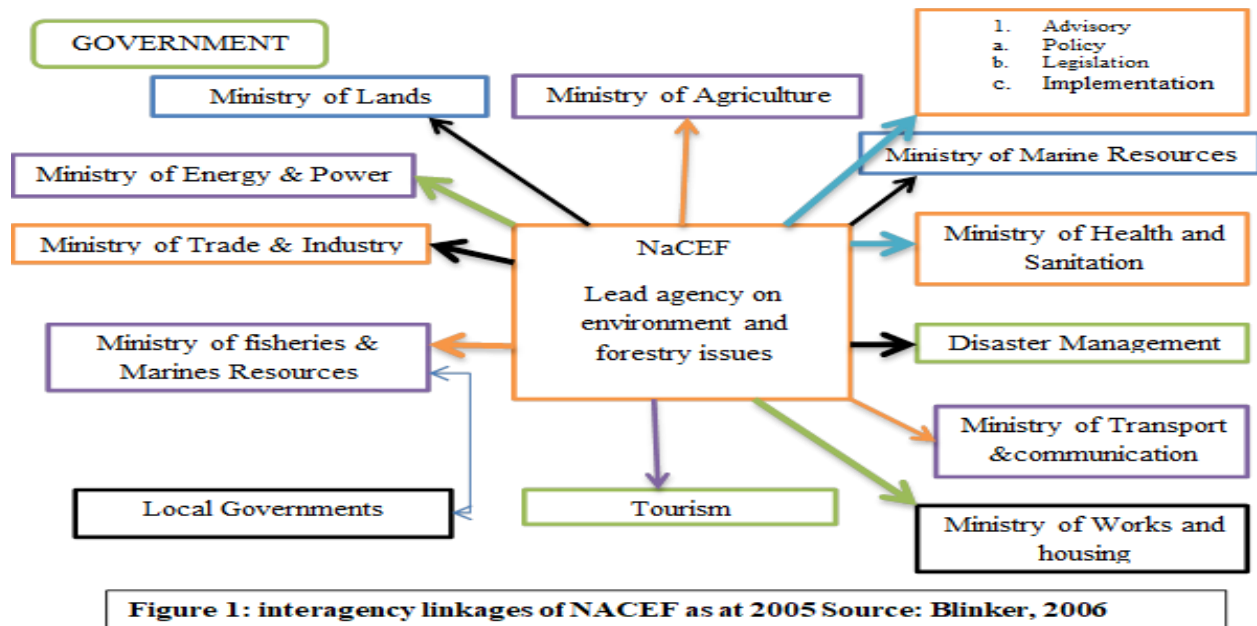 GOVERNMENT
1. Advisory
a. Policy
b. Legislation
c. Implementation
Ministry of Lands
Ministry of Agriculture
Ministry of Marine Resources
Ministry of Energy & Power
Ministry of Trade & Industry
NaCEF
Lead agency on
environment and
forestry issues
Ministry of Health and
Sanitation
Ministry of fisheries &
Marines Resources
Disaster Management
Ministry of Transport
&communication
Local Governments
Tourism
Ministry of Works and
housing
Figure 1: interagency linkages of NACEF as at 2005 Source: Blinker, 2006